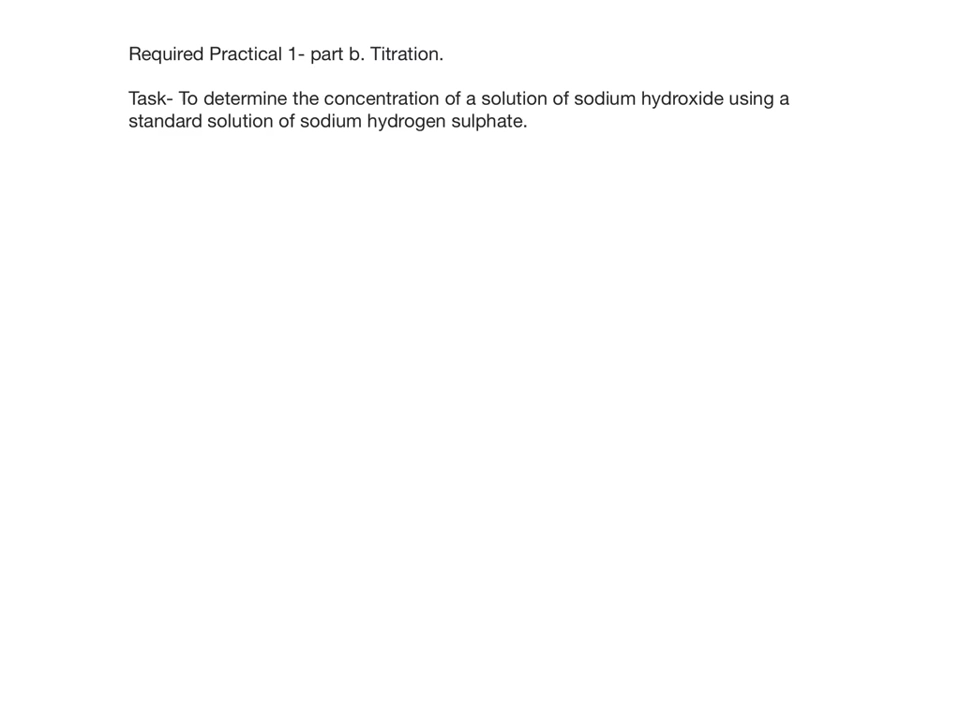 Required Practical 1- part b. Titration.
Task- To determine the concentration of a solution of sodium hydroxide using a
standard solution of sodium hydrogen sulphate.